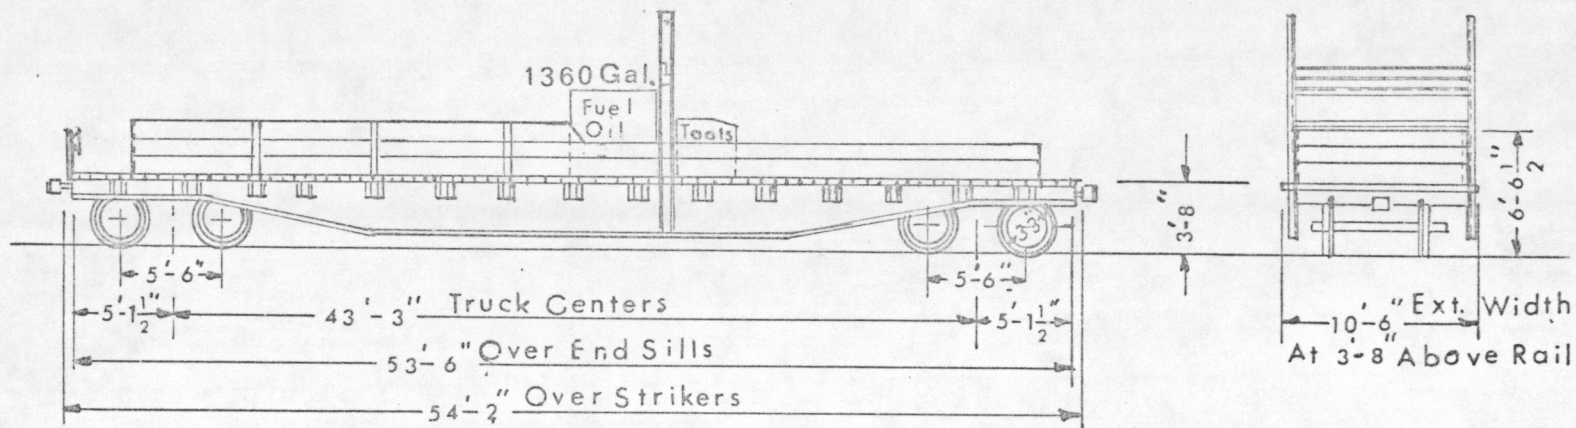 1360 Gal.
Fuel
Oil
Tools
3'-8"
6'-6 1/2"
3'-3"
5'-6"
5'-6"
5'-1 1/2"
43'-3" Truck Centers
5'-1 1/2"
10'-6" Ext. Width
53'-6" Over End Sills
At 3'-8" Above Rail
54'-2" Over Strikers